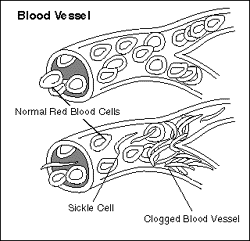 Blood Vessel
Normal Red Blood Cells
Sickle Cell
Clogged Blood Vessel